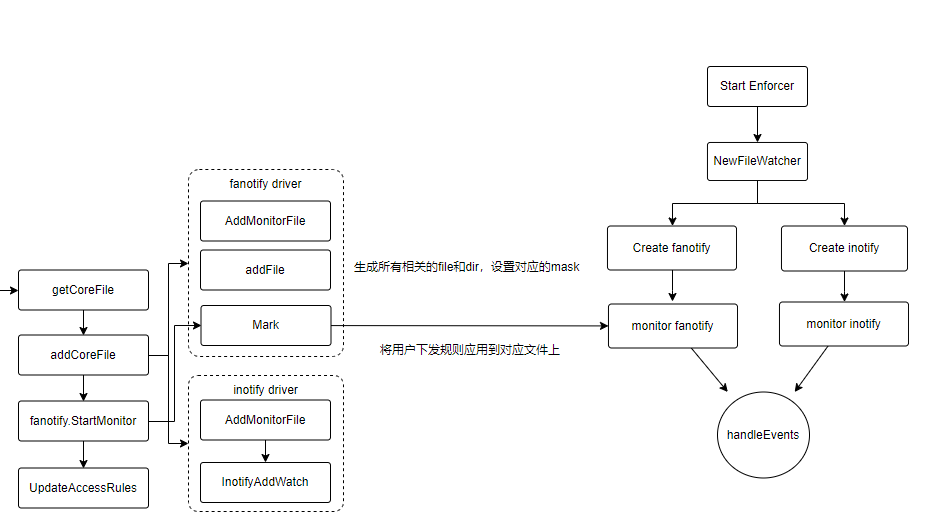 Start Enforcer
NewFileWatcher
fanotify driver
AddMonitorFile
addFile
Mark
生成所有相关的file和dir，设置对应的mask
将用户下发规则应用到对应文件上
Create fanotify
Create inotify
monitor fanotify
monitor inotify
getCoreFile
addCoreFile
fanotify.StartMonitor
UpdateAccessRules
inotify driver
AddMonitorFile
InotifyAddWatch
handleEvents